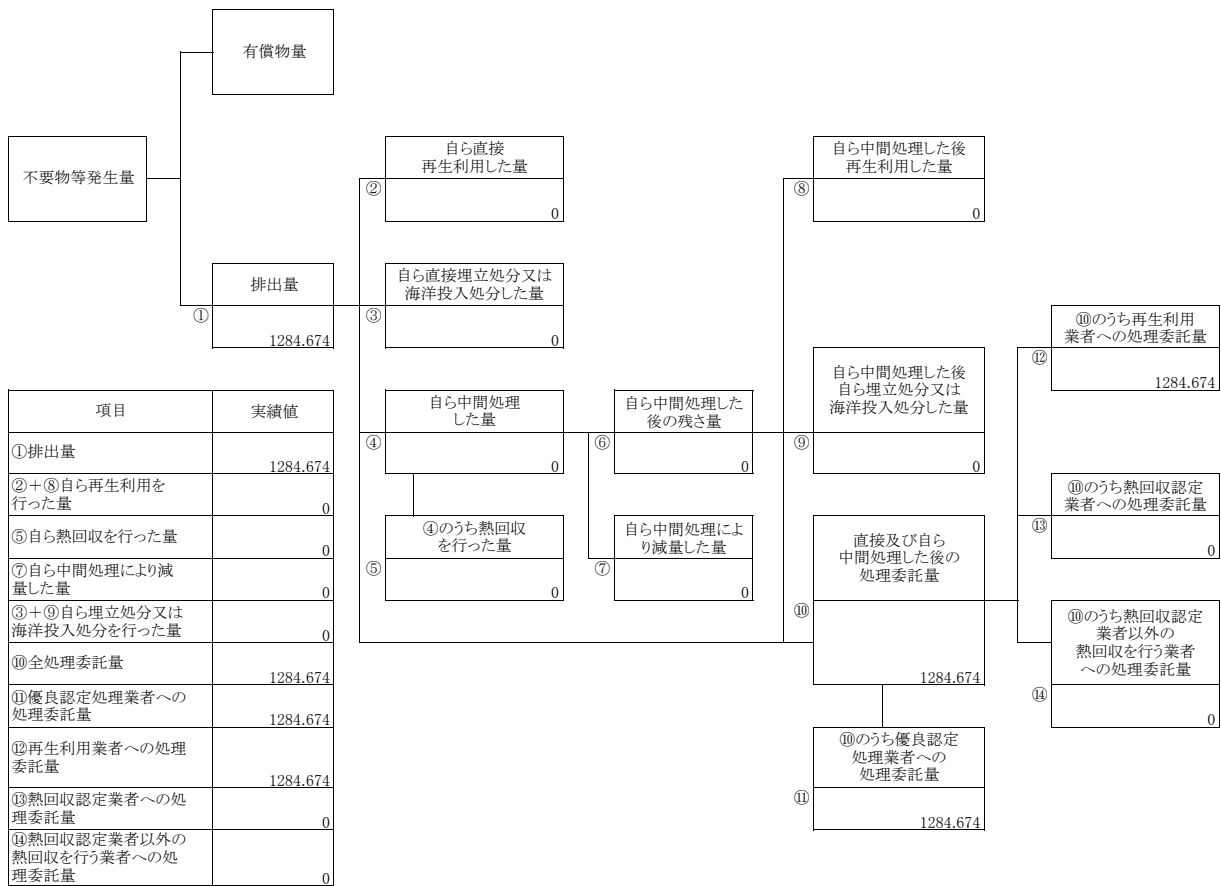 有償物量
不要物等発生量
自ら直接
再生利用した量
②
0
自ら中間処理した後
再生利用した量
⑧
0
排出量
①
1284.674
自ら直接埋立処分又は
海洋投入処分した量
③
0
⑩のうち再生利用
業者への処理委託量
⑫
1284.674
自ら中間処理
した量
④
0
自ら中間処理した
後の残さ量
⑥
0
自ら中間処理した後
自ら埋立処分又は
海洋投入処分した量
⑨
0
④のうち熱回収
を行った量
⑤
0
自ら中間処理によ
り減量した量
⑦
0
直接及び自ら
中間処理した後の
処理委託量
⑩
1284.674
⑩のうち熱回収認定
業者への処理委託量
⑬
0
⑩のうち熱回収認定
業者以外の
熱回収を行う業者
への処理委託量
⑭
0
⑩のうち優良認定
処理業者への
処理委託量
⑪
1284.674
項目
実績値
①排出量
1284.674
②+⑧自ら再生利用を
行った量
0
⑤自ら熱回収を行った量
0
⑦自ら中間処理により減
量した量
0
③+⑨自ら埋立処分又は
海洋投入処分を行った量
0
⑩全処理委託量
1284.674
⑪優良認定処理業者への
処理委託量
1284.674
⑫再生利用業者への処理
委託量
1284.674
⑬熱回収認定業者への処
理委託量
0
⑭熱回収認定業者以外の
熱回収を行う業者への処
理委託量
0